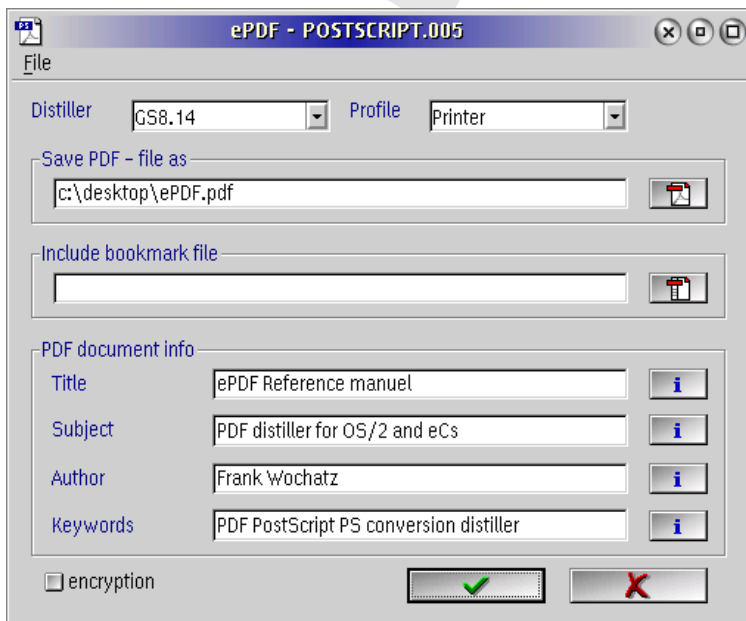 PS
ePDF - POSTSCRIPT.005
File
Distiller GS8.14 Profile Printer
Save PDF - file as
c:\desktop\ePDF.pdf
Include bookmark file
PDF document info
Title ePDF Reference manuel i
Subject PDF distiller for OS/2 and eCs i
Author Frank Wochatz i
Keywords PDF PostScript PS conversion distiller i
encryption